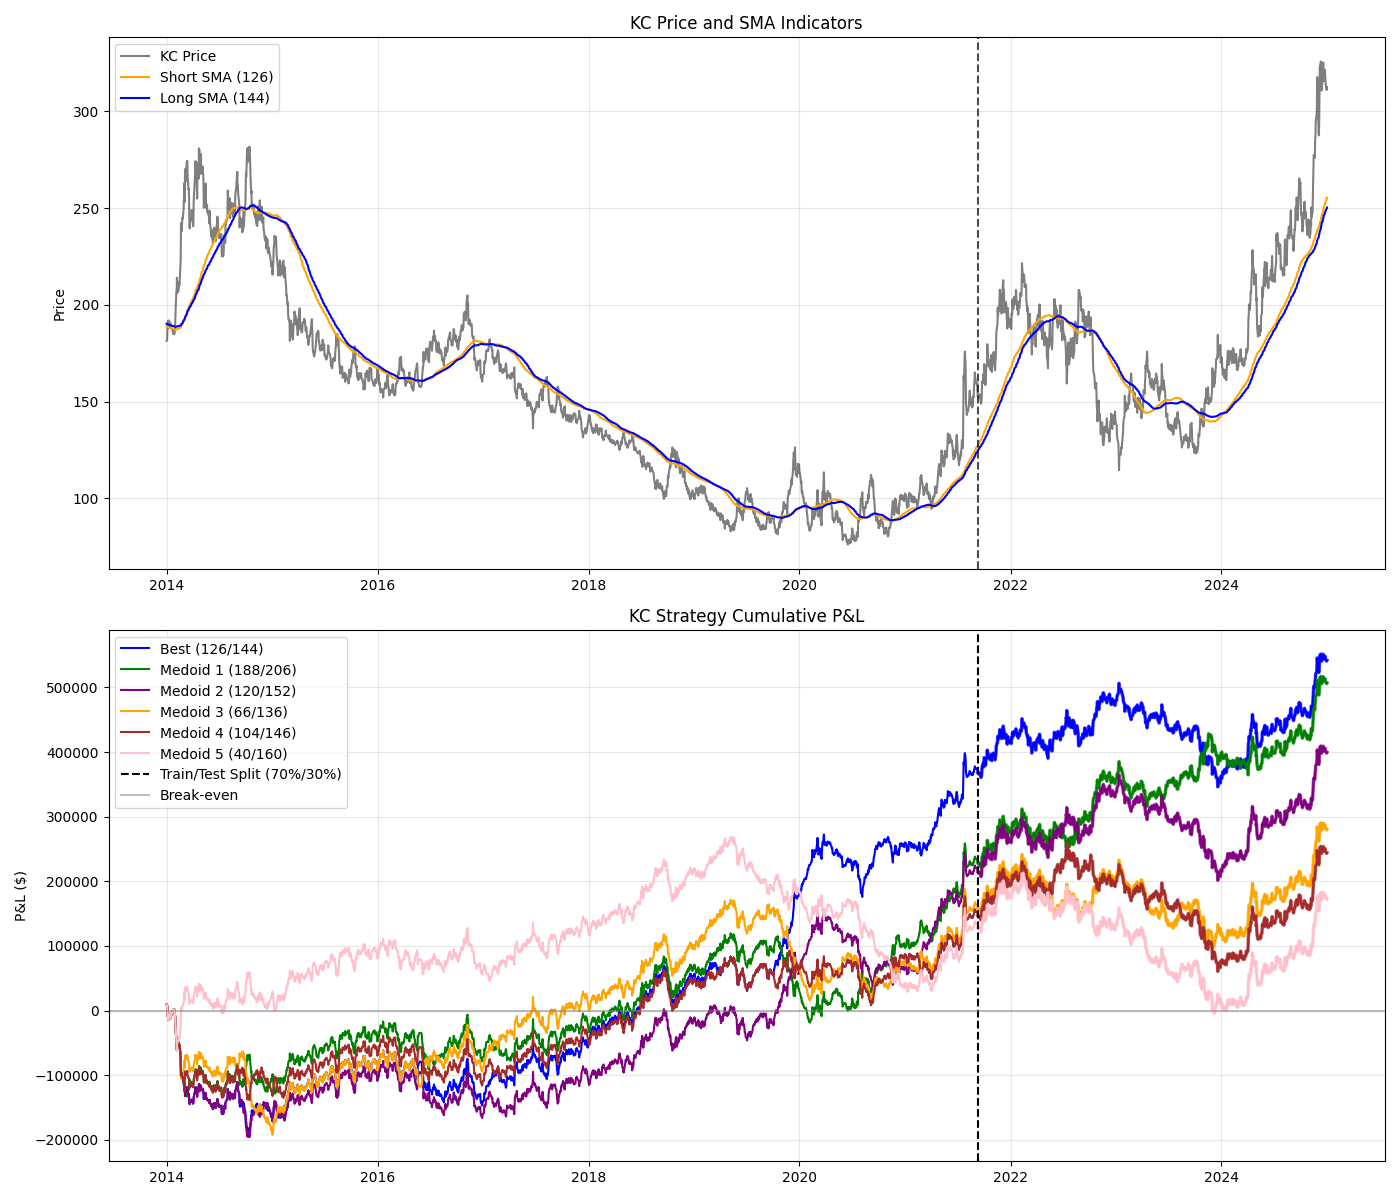 KC Price and SMA Indicators
KC Price
Short SMA (126)
Long SMA (144)
300
250
200
150
100
Price
2014
2016
2018
2020
2022
2024
KC Strategy Cumulative P&L
Best (126/144)
Medoid 1 (188/206)
Medoid 2 (120/152)
Medoid 3 (66/136)
Medoid 4 (104/146)
Medoid 5 (40/160)
Train/Test Split (70%/30%)
Break-even
500000
400000
300000
200000
100000
0
−100000
−200000
P&L ($)
2014
2016
2018
2020
2022
2024